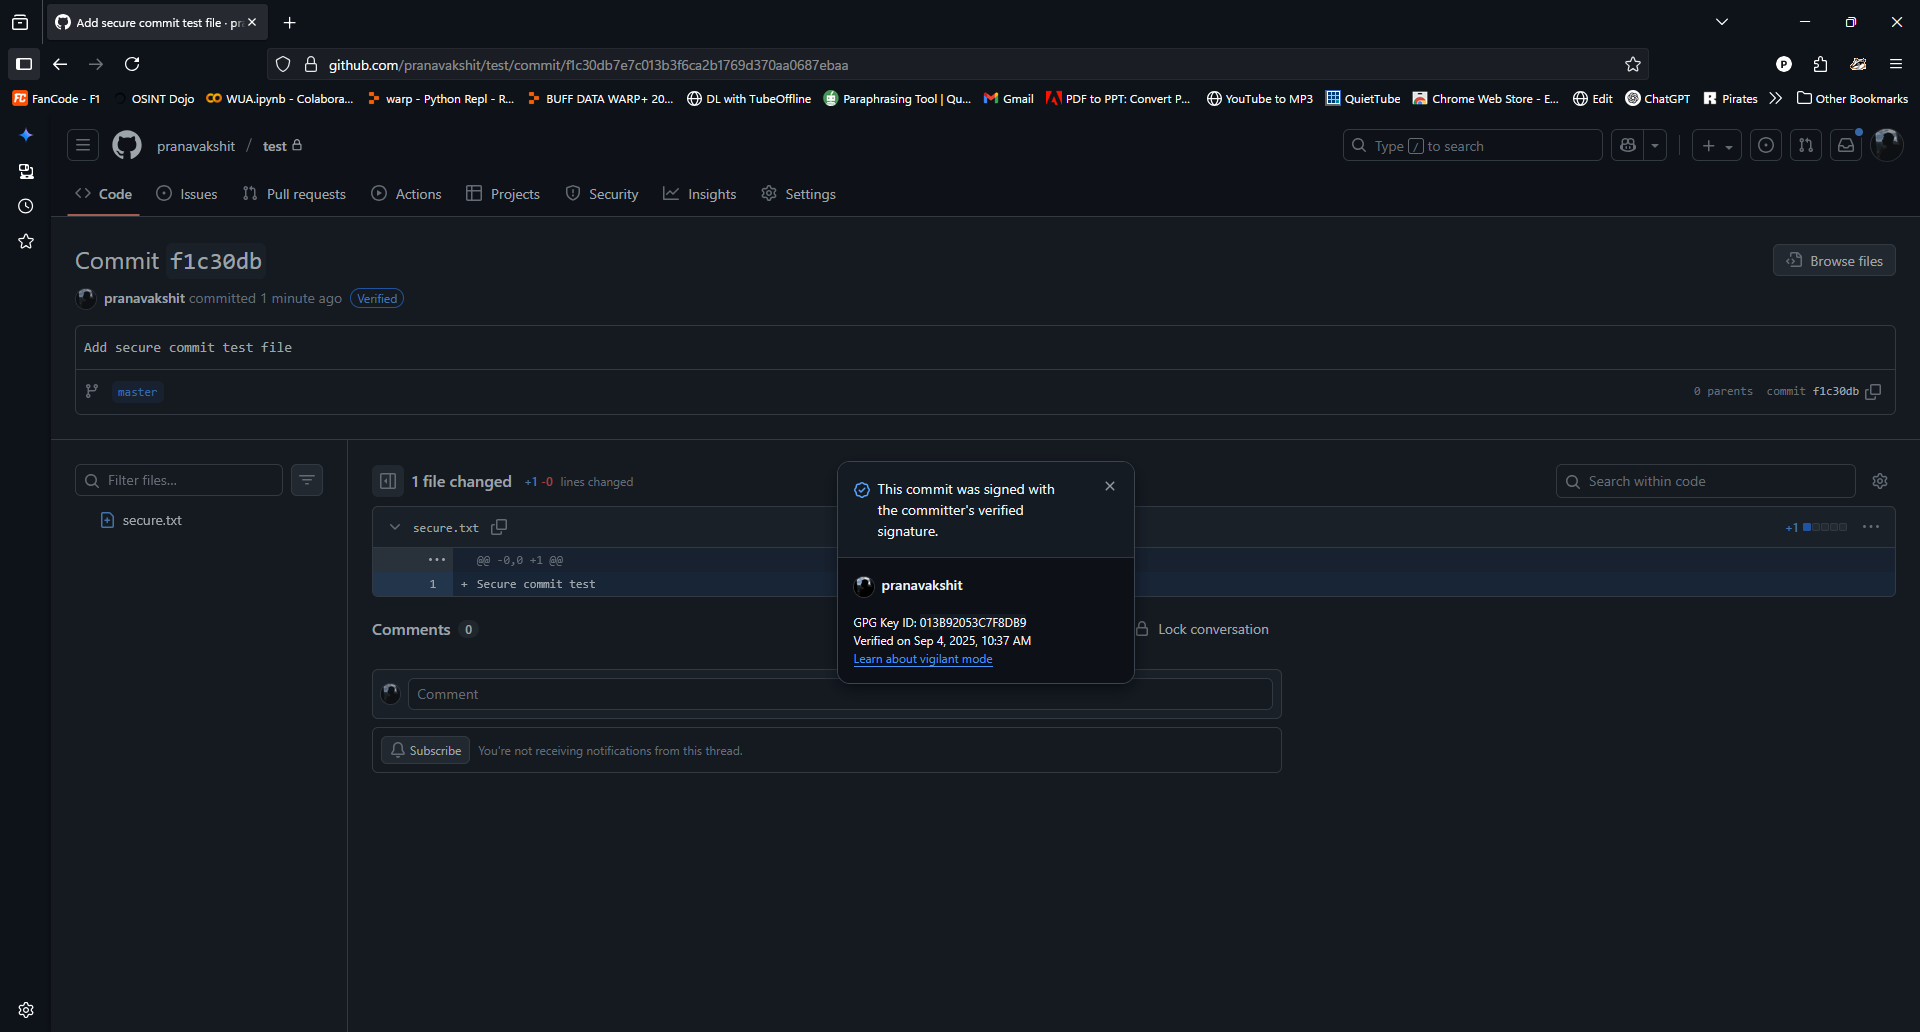 Add secure commit test file · pr
github.com/pranavakshit/test/commit/f1c30db7e7c013b3f6ca2b1769d370aa0687ebaa
P
FanCode - F1 OSINT Dojo WUA.ipynb - Colabora... warp - Python Repl - R... BUFF DATA WARP+ 20... DL with TubeOffline Paraphrasing Tool | Qu... Gmail PDF to PPT: Convert P... YouTube to MP3 QuietTube Chrome Web Store - E... Edit ChatGPT Pirates Other Bookmarks
pranavakshit / test Type / to search
Code Issues Pull requests Actions Projects Security Insights Settings
Commit f1c30db Browse files
pranavakshit committed 1 minute ago Verified
Add secure commit test file
master 0 parents commit f1c30db
Filter files...
secure.txt
1 file changed +1 -0 lines changed
Search within code
secure.txt +1
@@ -0,0 +1 @@
1 + Secure commit test
This commit was signed with
the committer's verified
signature.
pranavakshit
GPG Key ID: 013B92053C7F8DB9
Verified on Sep 4, 2025, 10:37 AM
Learn about vigilant mode
Comments 0 Lock conversation
Comment
Subscribe You're not receiving notifications from this thread.